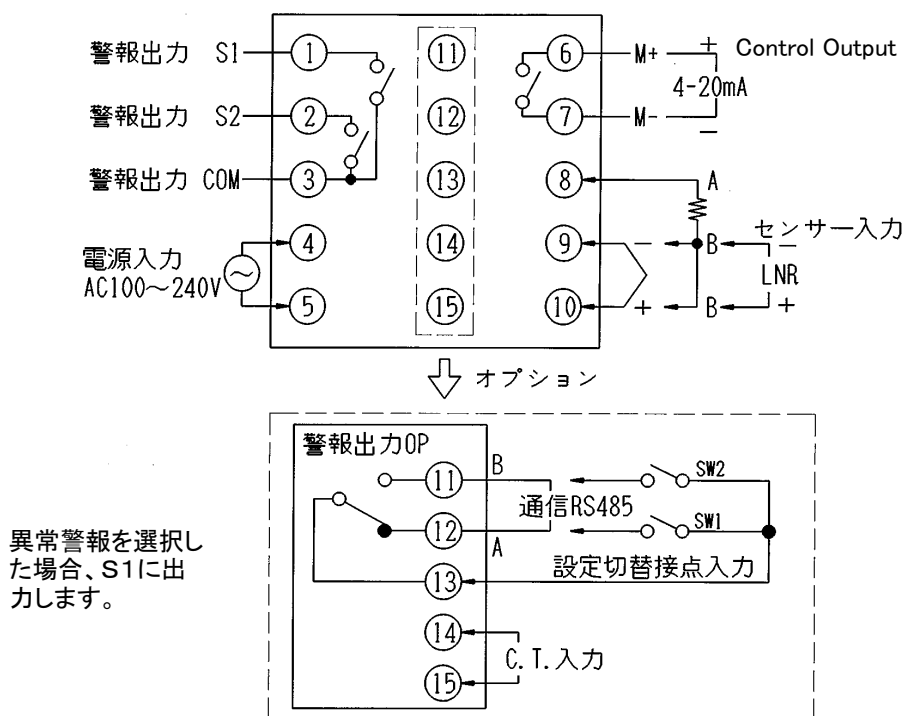 警報出力 S1
①
⑪
⑥
M+
+
Control Output
4-20mA
警報出力 S2
②
⑫
⑦
M-
−
警報出力 COM
③
⑬
⑧
A
電源入力
AC100～240V
④
⑭
⑨
−
B
−
センサー入力
LNR
⑤
⑮
⑩
+
B
+
オプション
警報出力OP
⑪
B
SW2
通信RS485
⑫
A
SW1
設定切替接点入力
⑬
⑭
C.T.入力
⑮
異常警報を選択し
た場合、S1に出
力します。